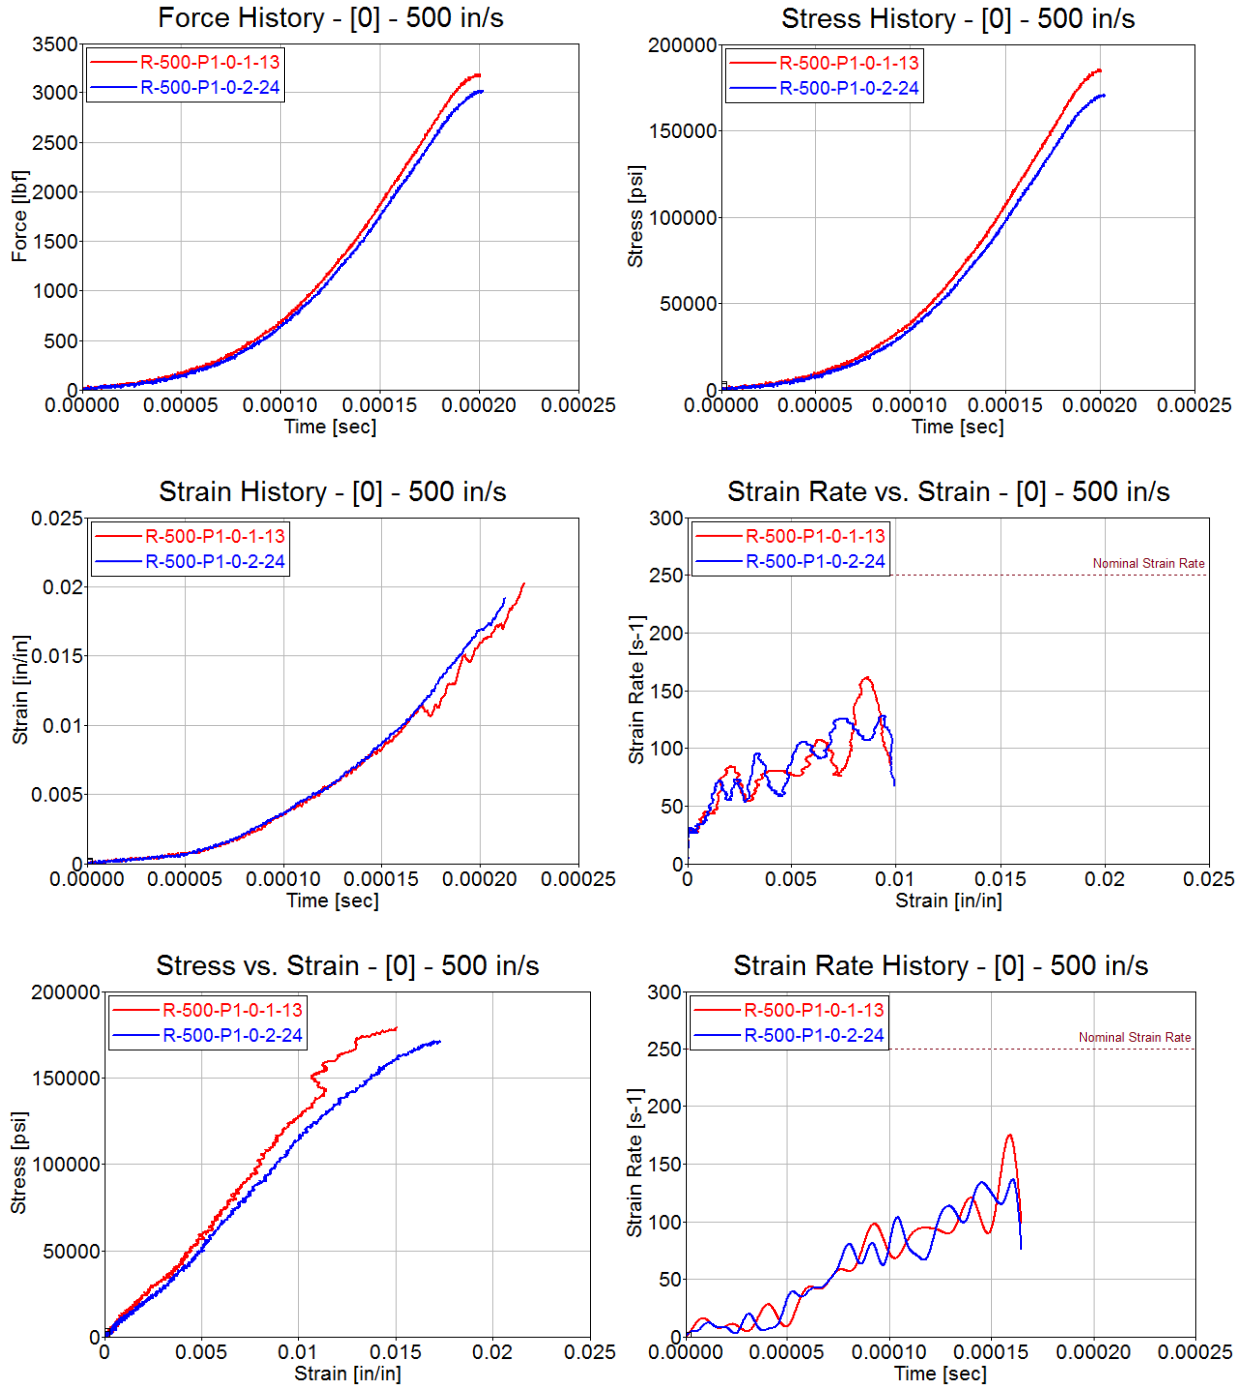 Force History - [0] - 500 in/s
3500
3000
2500
2000
1500
1000
500
0
Force [lbf]
R-500-P1-0-1-13
R-500-P1-0-2-24
0.00000 0.00005 0.00010 0.00015 0.00020 0.00025
Time [sec]
Stress History - [0] - 500 in/s
200000
150000
100000
50000
0
Stress [psi]
R-500-P1-0-1-13
R-500-P1-0-2-24
0.00000 0.00005 0.00010 0.00015 0.00020 0.00025
Time [sec]
Strain History - [0] - 500 in/s
0.025
0.02
0.015
0.01
0.005
0
Strain [in/in]
R-500-P1-0-1-13
R-500-P1-0-2-24
0.00000 0.00005 0.00010 0.00015 0.00020 0.00025
Time [sec]
Strain Rate vs. Strain - [0] - 500 in/s
300
250
200
150
100
50
0
Strain Rate [s-1]
R-500-P1-0-1-13
R-500-P1-0-2-24
Nominal Strain Rate
0 0.005 0.01 0.015 0.02 0.025
Strain [in/in]
Stress vs. Strain - [0] - 500 in/s
200000
150000
100000
50000
0
Stress [psi]
R-500-P1-0-1-13
R-500-P1-0-2-24
0 0.005 0.01 0.015 0.02 0.025
Strain [in/in]
Strain Rate History - [0] - 500 in/s
300
250
200
150
100
50
0
Strain Rate [s-1]
R-500-P1-0-1-13
R-500-P1-0-2-24
Nominal Strain Rate
0.00000 0.00005 0.00010 0.00015 0.00020 0.00025
Time [sec]